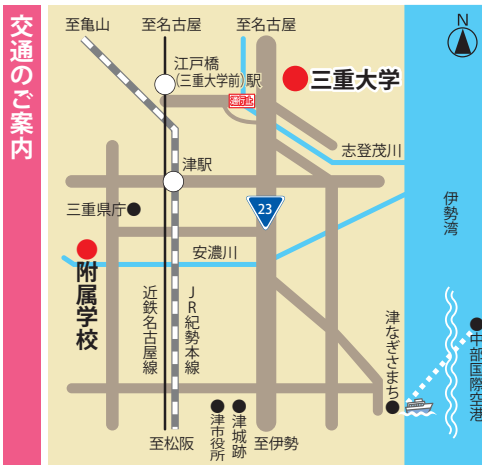 交通のご案内
至亀山
至名古屋
至名古屋
N
江戸橋
(三重大学前)駅
三重大学
通行止
志登茂川
津駅
三重県庁
23
伊勢湾
安濃川
附属学校
近鉄名古屋線
JR紀勢本線
津なぎさまち
中部国際空港
至松阪
津市役所
津城跡
至伊勢